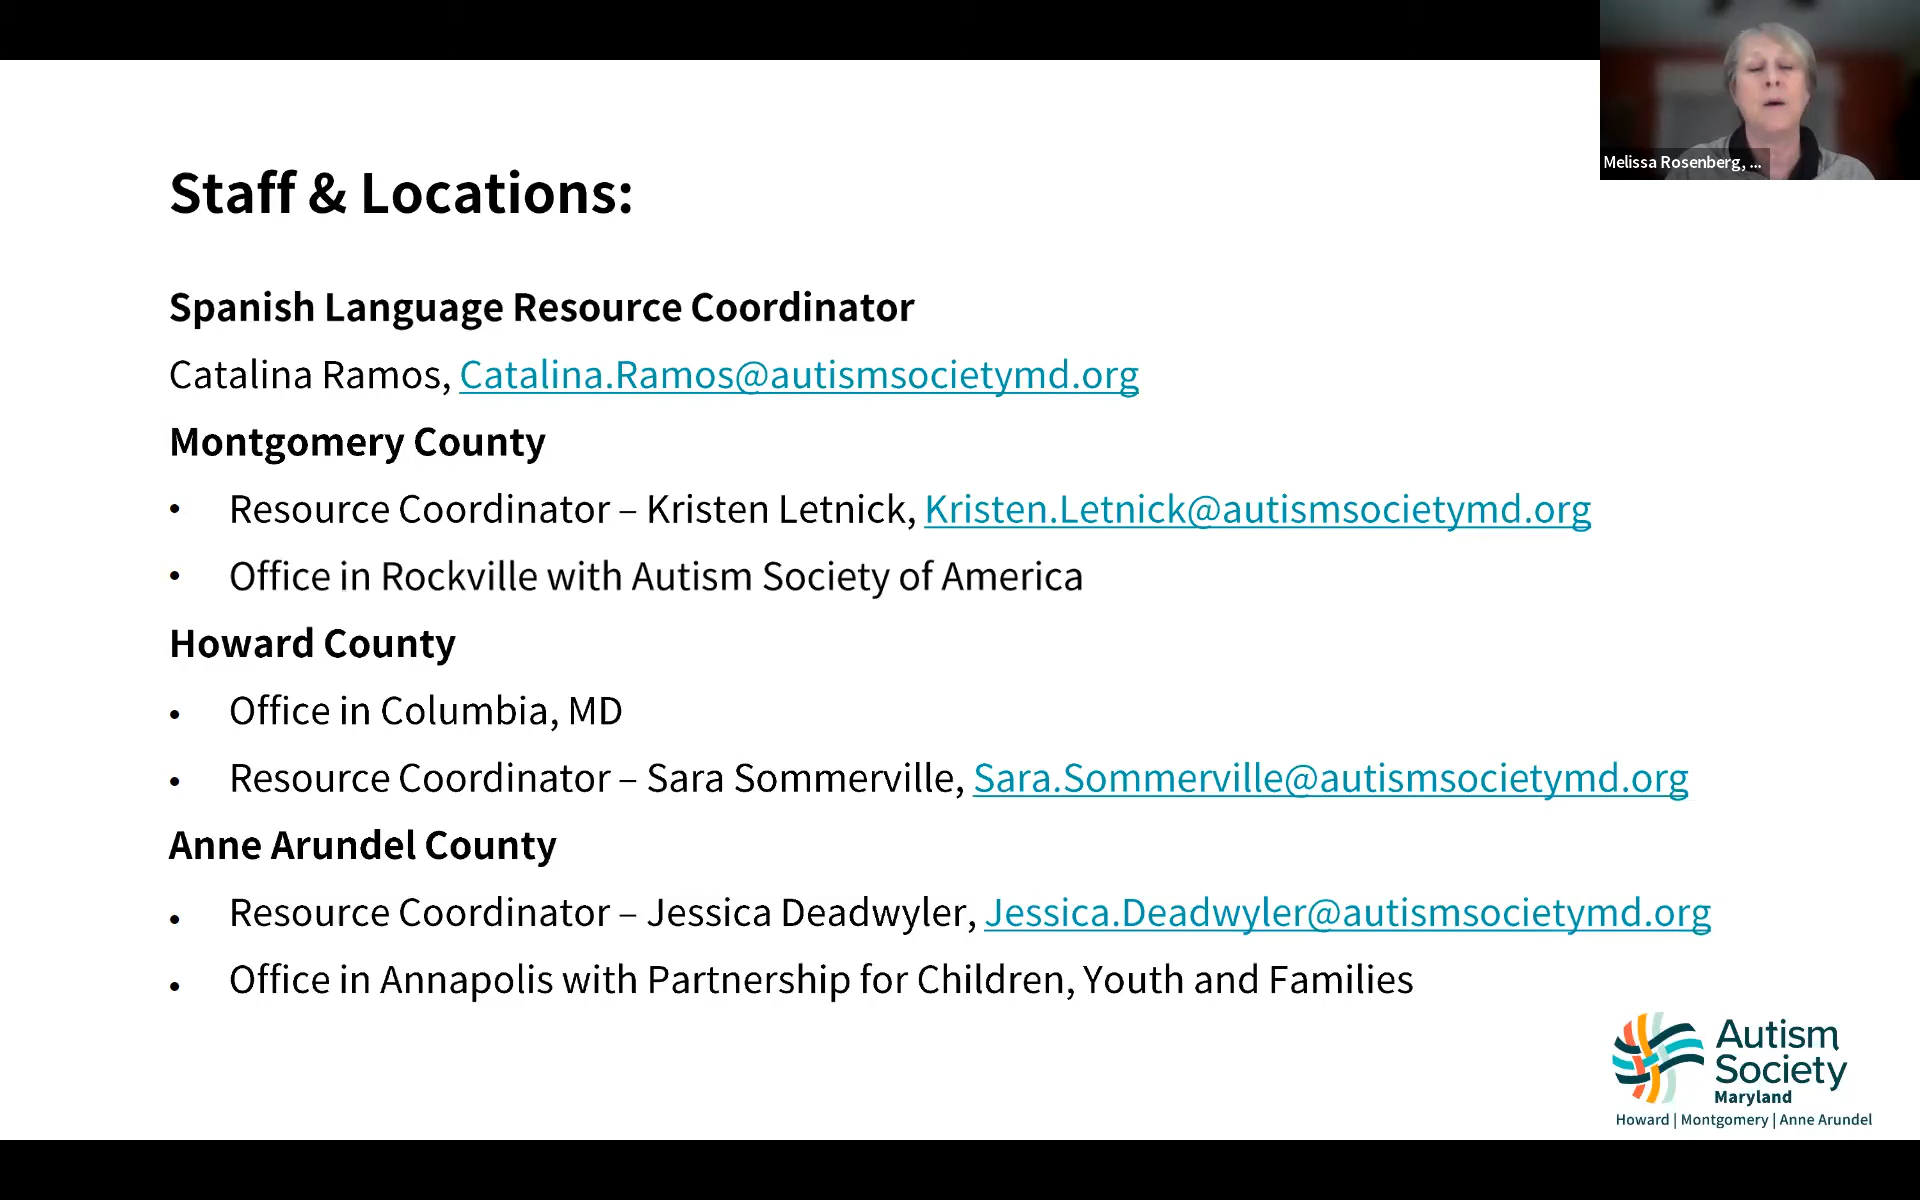 Melissa Rosenberg, ...
Staff & Locations:
Spanish Language Resource Coordinator
Catalina Ramos, Catalina.Ramos@autismsocietymd.org
Montgomery County
• Resource Coordinator – Kristen Letnick, Kristen.Letnick@autismsocietymd.org
• Office in Rockville with Autism Society of America
Howard County
• Office in Columbia, MD
• Resource Coordinator – Sara Sommerville, Sara.Sommerville@autismsocietymd.org
Anne Arundel County
• Resource Coordinator – Jessica Deadwyler, Jessica.Deadwyler@autismsocietymd.org
• Office in Annapolis with Partnership for Children, Youth and Families
Autism
Society
Maryland
Howard | Montgomery | Anne Arundel